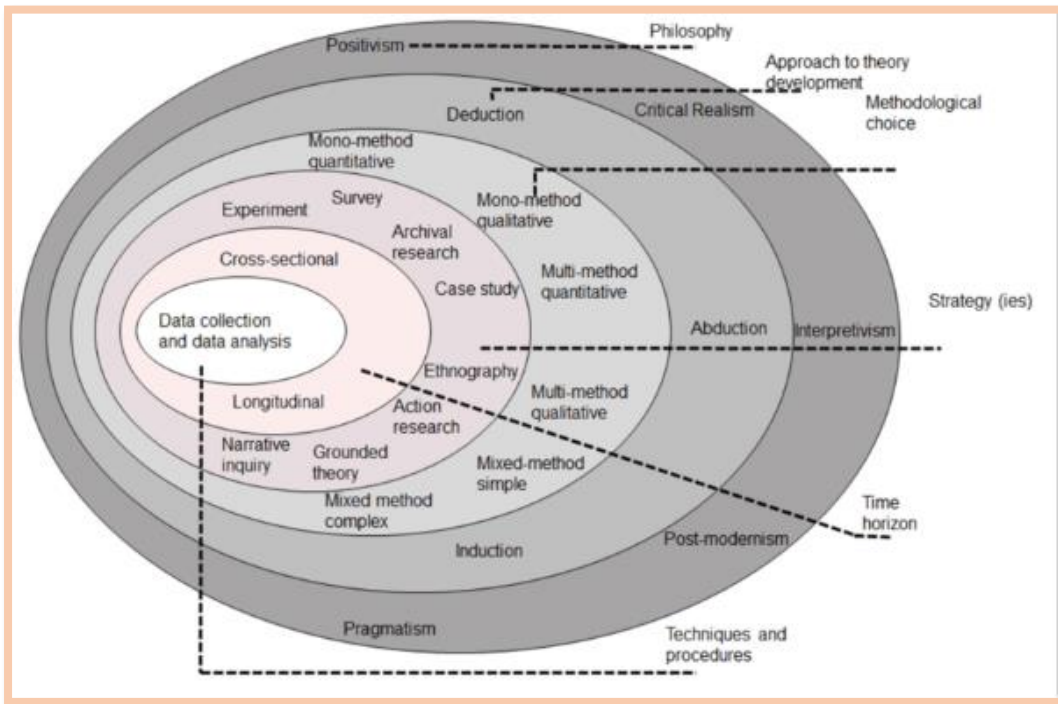 Positivism
Philosophy
Approach to theory
development
Methodological
choice
Deduction
Critical Realism
Mono-method
quantitative
Mono-method
qualitative
Survey
Experiment
Archival
research
Cross-sectional
Case study
Multi-method
quantitative
Strategy (ies)
Data collection
and data analysis
Abduction
Interpretivism
Ethnography
Multi-method
qualitative
Longitudinal
Action
research
Narrative
inquiry
Grounded
theory
Mixed-method
simple
Mixed method
complex
Time
horizon
Induction
Post-modernism
Pragmatism
Techniques and
procedures